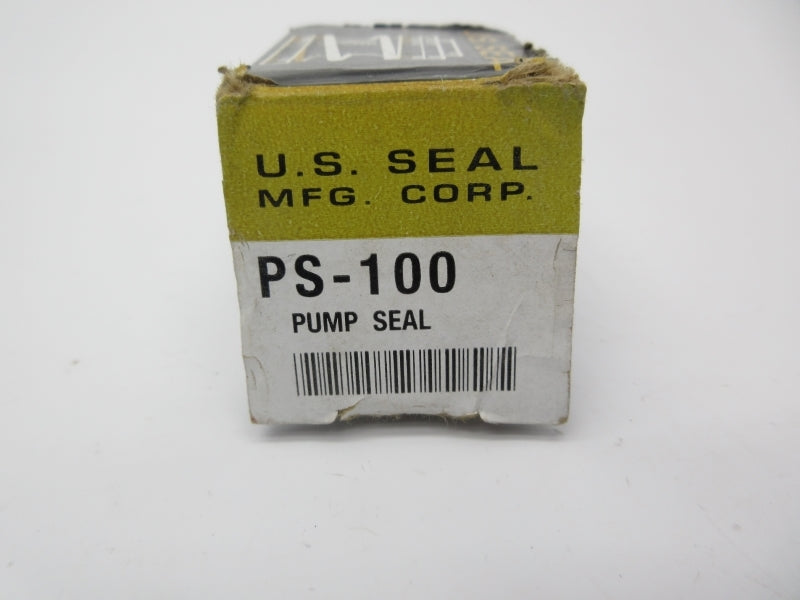 U.S. SEAL
MFG. CORP.
PS-100
PUMP SEAL